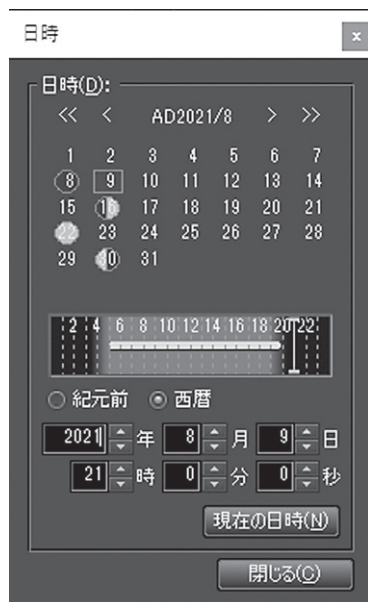 日時
x
日時(D):
<< < AD2021/8 > >>
1 2 3 4 5 6 7
8 9 10 11 12 13 14
15 16 17 18 19 20 21
22 23 24 25 26 27 28
29 30 31
2 4 6 8 10 12 14 16 18 20 22
紀元前 西暦
2021 年 8 月 9 日
21 時 0 分 0 秒
現在の日時(N)
閉じる(C)